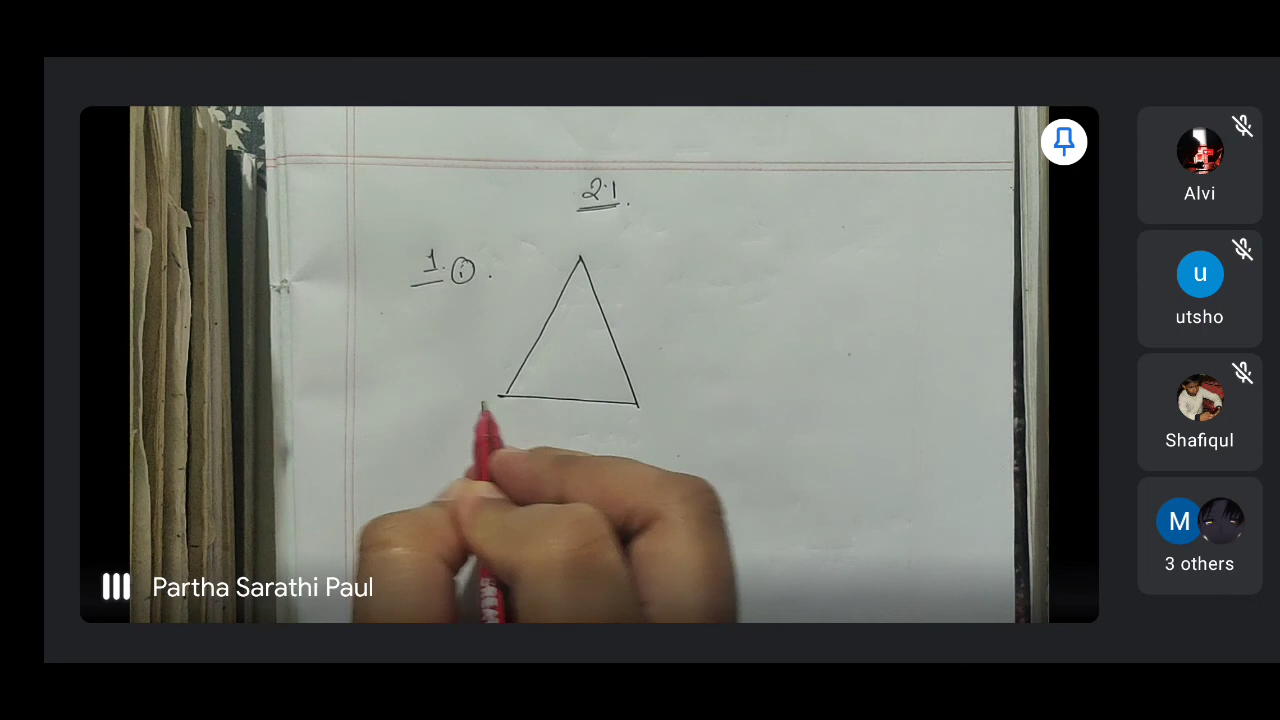 2.1.
1. (i).
Partha Sarathi Paul
Alvi
u
utsho
Shafiqul
M
3 others